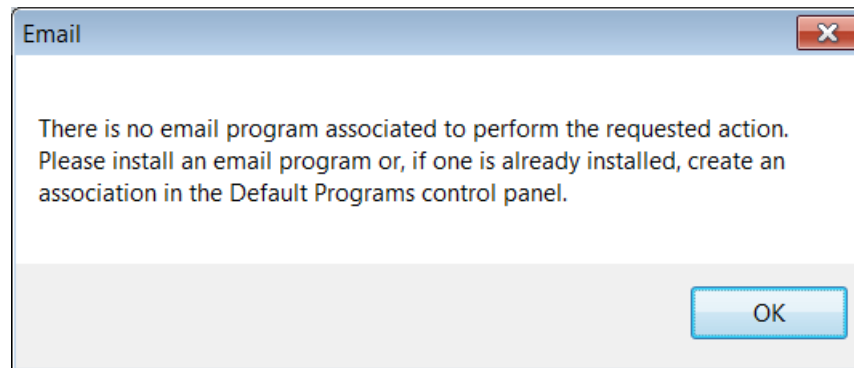 Email
There is no email program associated to perform the requested action.
Please install an email program or, if one is already installed, create an
association in the Default Programs control panel.
OK